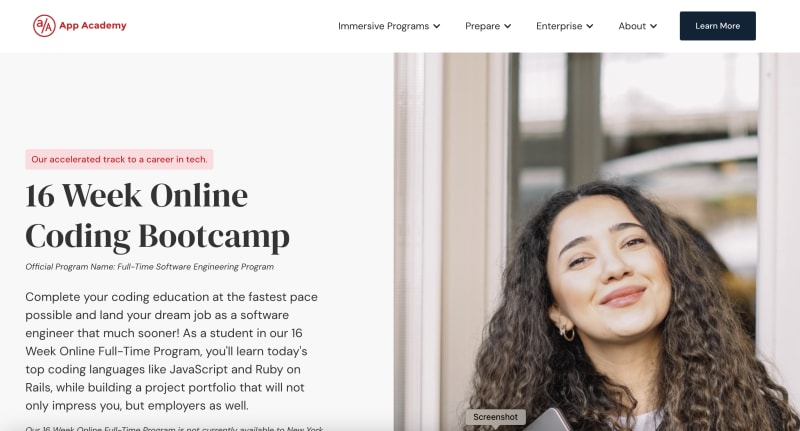 a/A App Academy
Immersive Programs
Prepare
Enterprise
About
Learn More
Our accelerated track to a career in tech.
16 Week Online
Coding Bootcamp
Official Program Name: Full-Time Software Engineering Program
Complete your coding education at the fastest pace
possible and land your dream job as a software
engineer that much sooner! As a student in our 16
Week Online Full-Time Program, you'll learn today's
top coding languages like JavaScript and Ruby on
Rails, while building a project portfolio that will not
only impress you, but employers as well.
Our 16 Week Online Full-Time Program is not currently available to New York
Screenshot